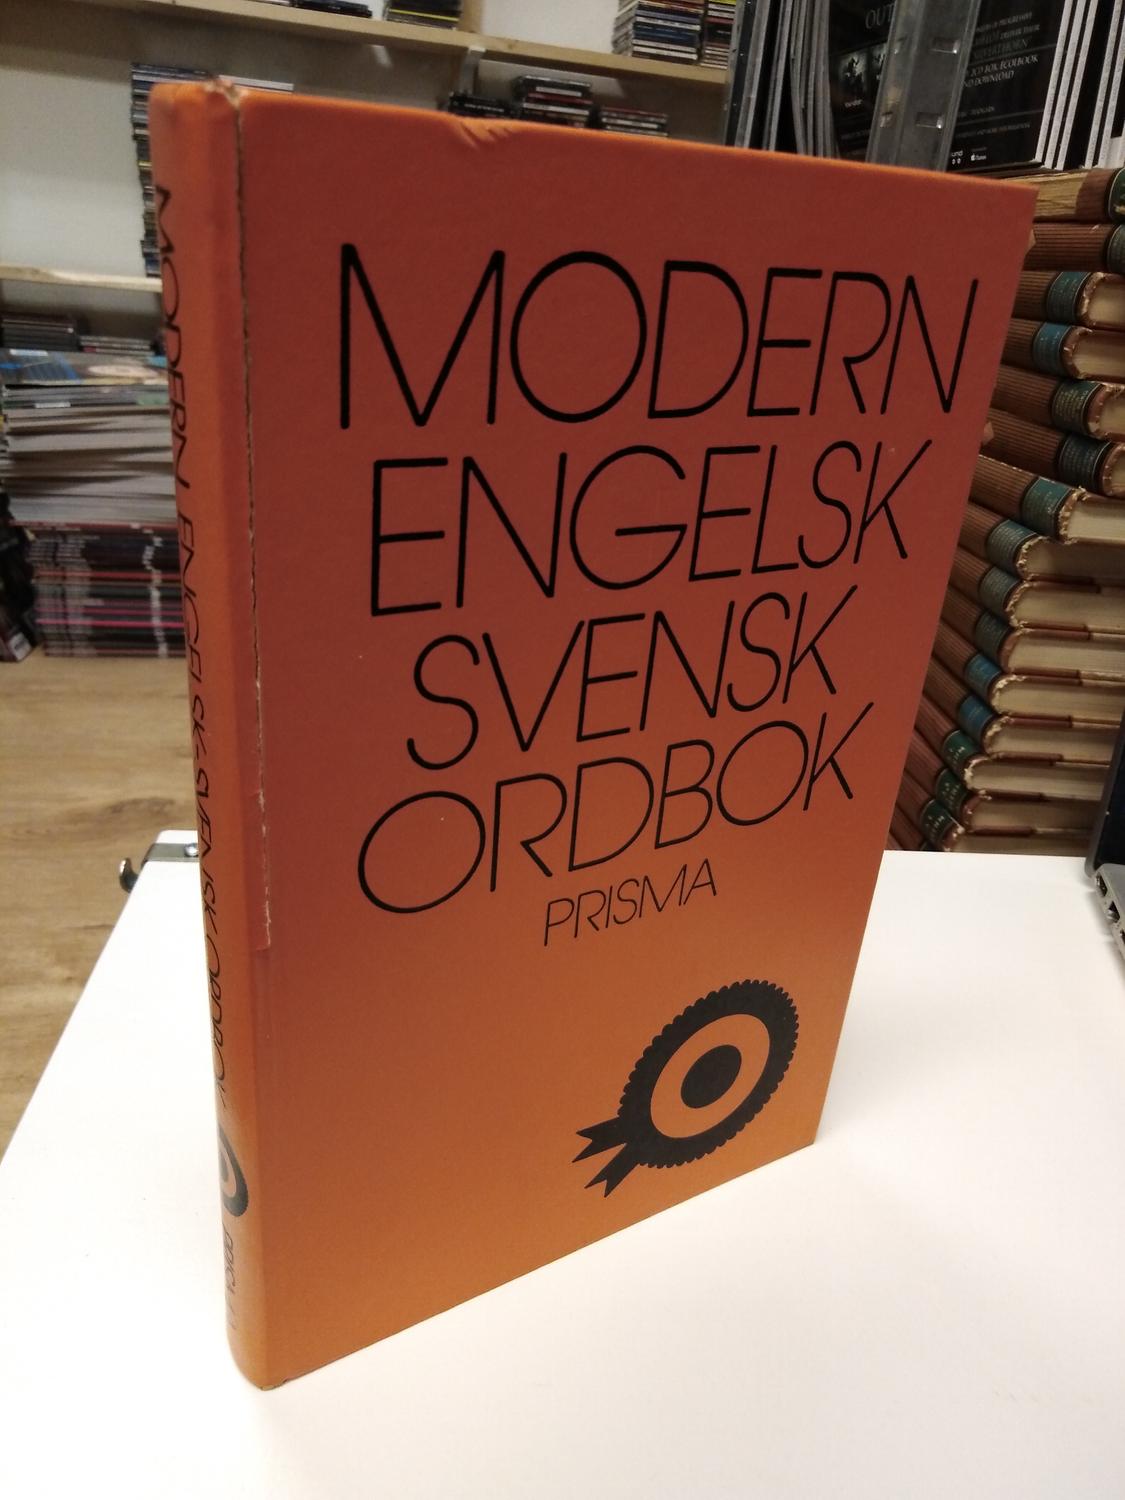 MODERN
ENGELSK
SVENSK
ORDBOK
PRISMA
MODERN ENGELSK-SVENSK ORDBOK